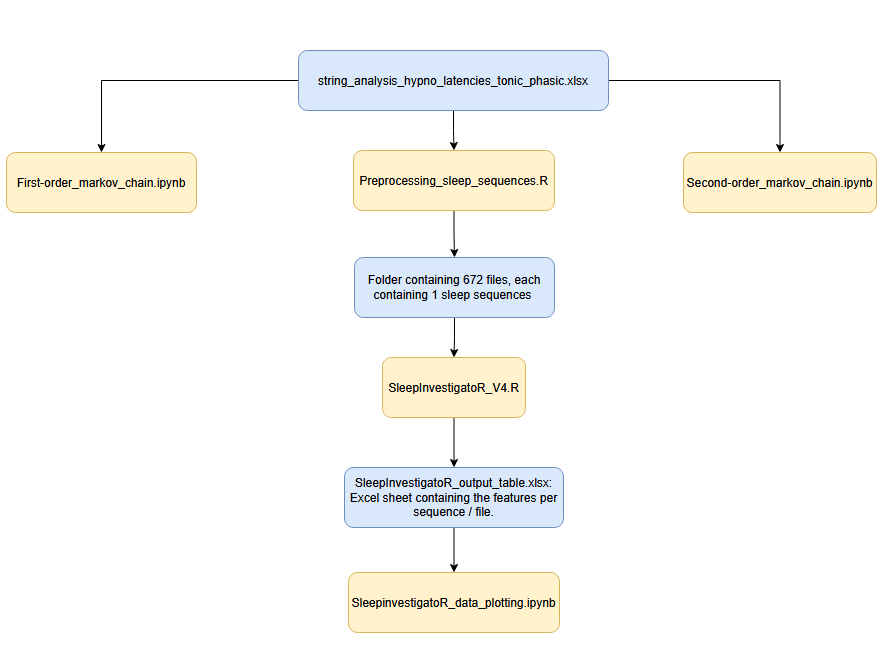 string_analysis_hypno_latencies_tonic_phasic.xlsx
First-order_markov_chain.ipynb
Preprocessing_sleep_sequences.R
Second-order_markov_chain.ipynb
Folder containing 672 files, each
containing 1 sleep sequences
SleepInvestigatoR_V4.R
SleepInvestigatoR_output_table.xlsx:
Excel sheet containing the features per
sequence / file.
SleepinvestigatoR_data_plotting.ipynb